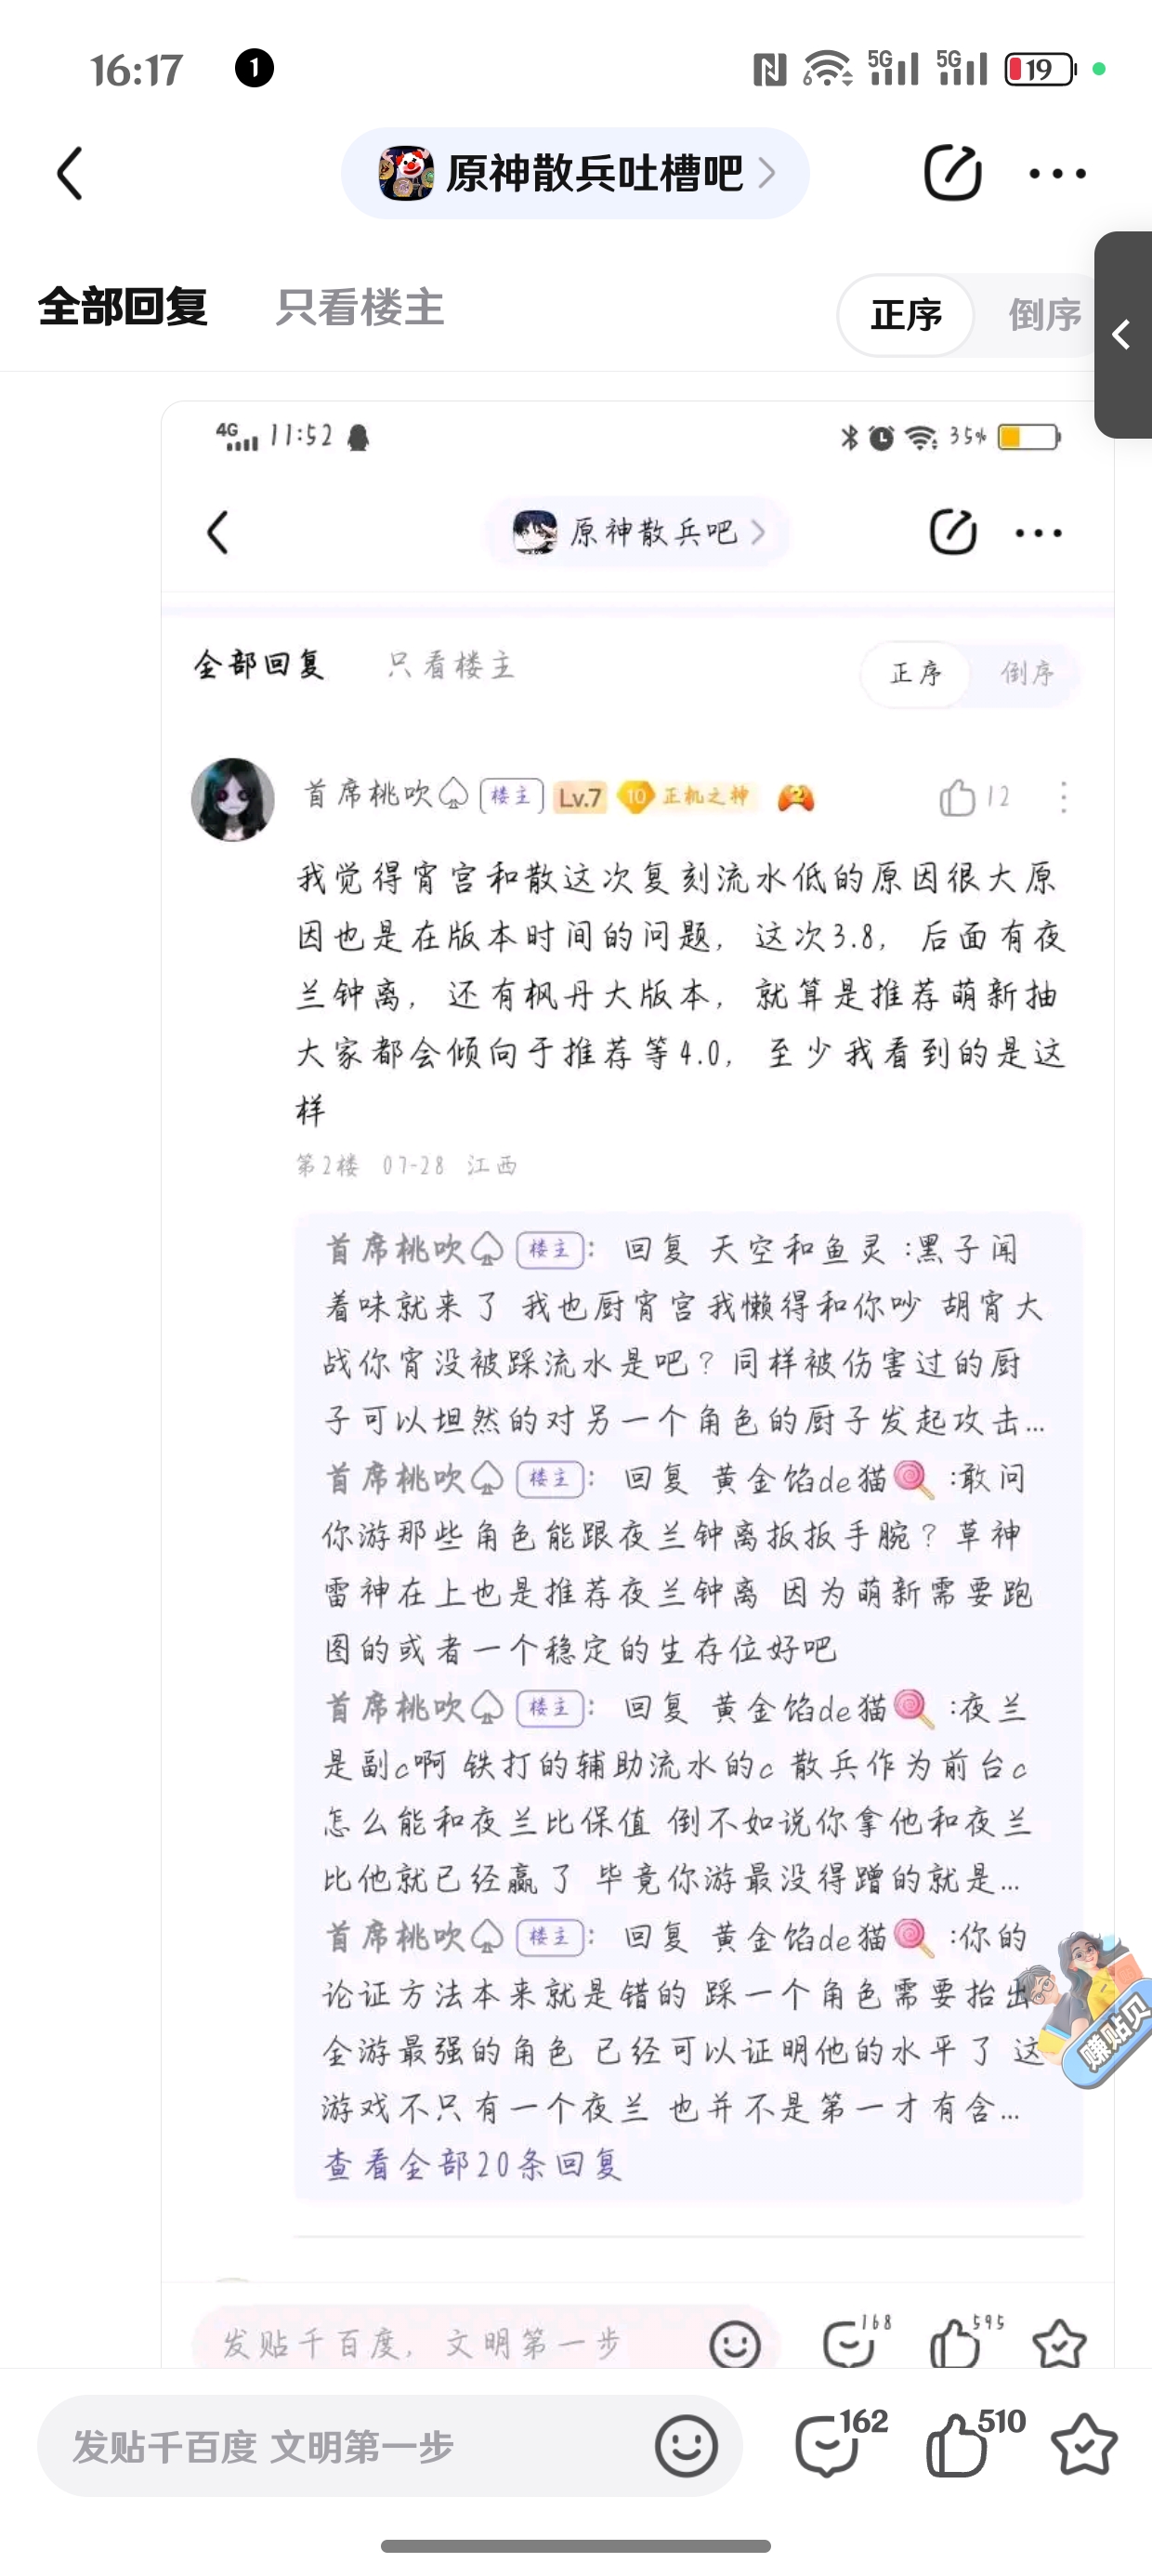 16:17 1 6 5G 5G 19
原神散兵吐槽吧
全部回复 只看楼主 正序 倒序
4G 11:52 35%
原神散兵吧
全部回复 只看楼主 正序 倒序
首席桃吹♤ 楼主 Lv.7 10 正机之神 2 12
我觉得宵宫和散这次复刻流水低的原因很大原
因也是在版本时间的问题，这次3.8，后面有夜
兰钟离，还有枫丹大版本，就算是推荐萌新抽
大家都会倾向于推荐等4.0，至少我看到的是这
样
第2楼 07-28 江西
首席桃吹♤ 楼主: 回复 天空和鱼灵 :黑子闻
着味就来了 我也厨宵宫我懒得和你吵 胡宵大
战你宵没被踩流水是吧？同样被伤害过的厨
子可以坦然的对另一个角色的厨子发起攻击...
首席桃吹♤ 楼主: 回复 黄金馅de猫🍭 :敢问
你游那些角色能跟夜兰钟离扳扳手腕？草神
雷神在上也是推荐夜兰钟离 因为萌新需要跑
图的或者一个稳定的生存位好吧
首席桃吹♤ 楼主: 回复 黄金馅de猫🍭 :夜兰
是副c啊 铁打的辅助流水的c 散兵作为前台c
怎么能和夜兰比保值 倒不如说你拿他和夜兰
比他就已经赢了 毕竟你游最没得蹭的就是...
首席桃吹♤ 楼主: 回复 黄金馅de猫🍭 :你的
论证方法本来就是错的 踩一个角色需要抬出
全游最强的角色 已经可以证明他的水平了 这
游戏不只有一个夜兰 也并不是第一才有含...
查看全部20条回复
赚贴贝
发贴千百度，文明第一步 168 595
发贴千百度 文明第一步 162 510